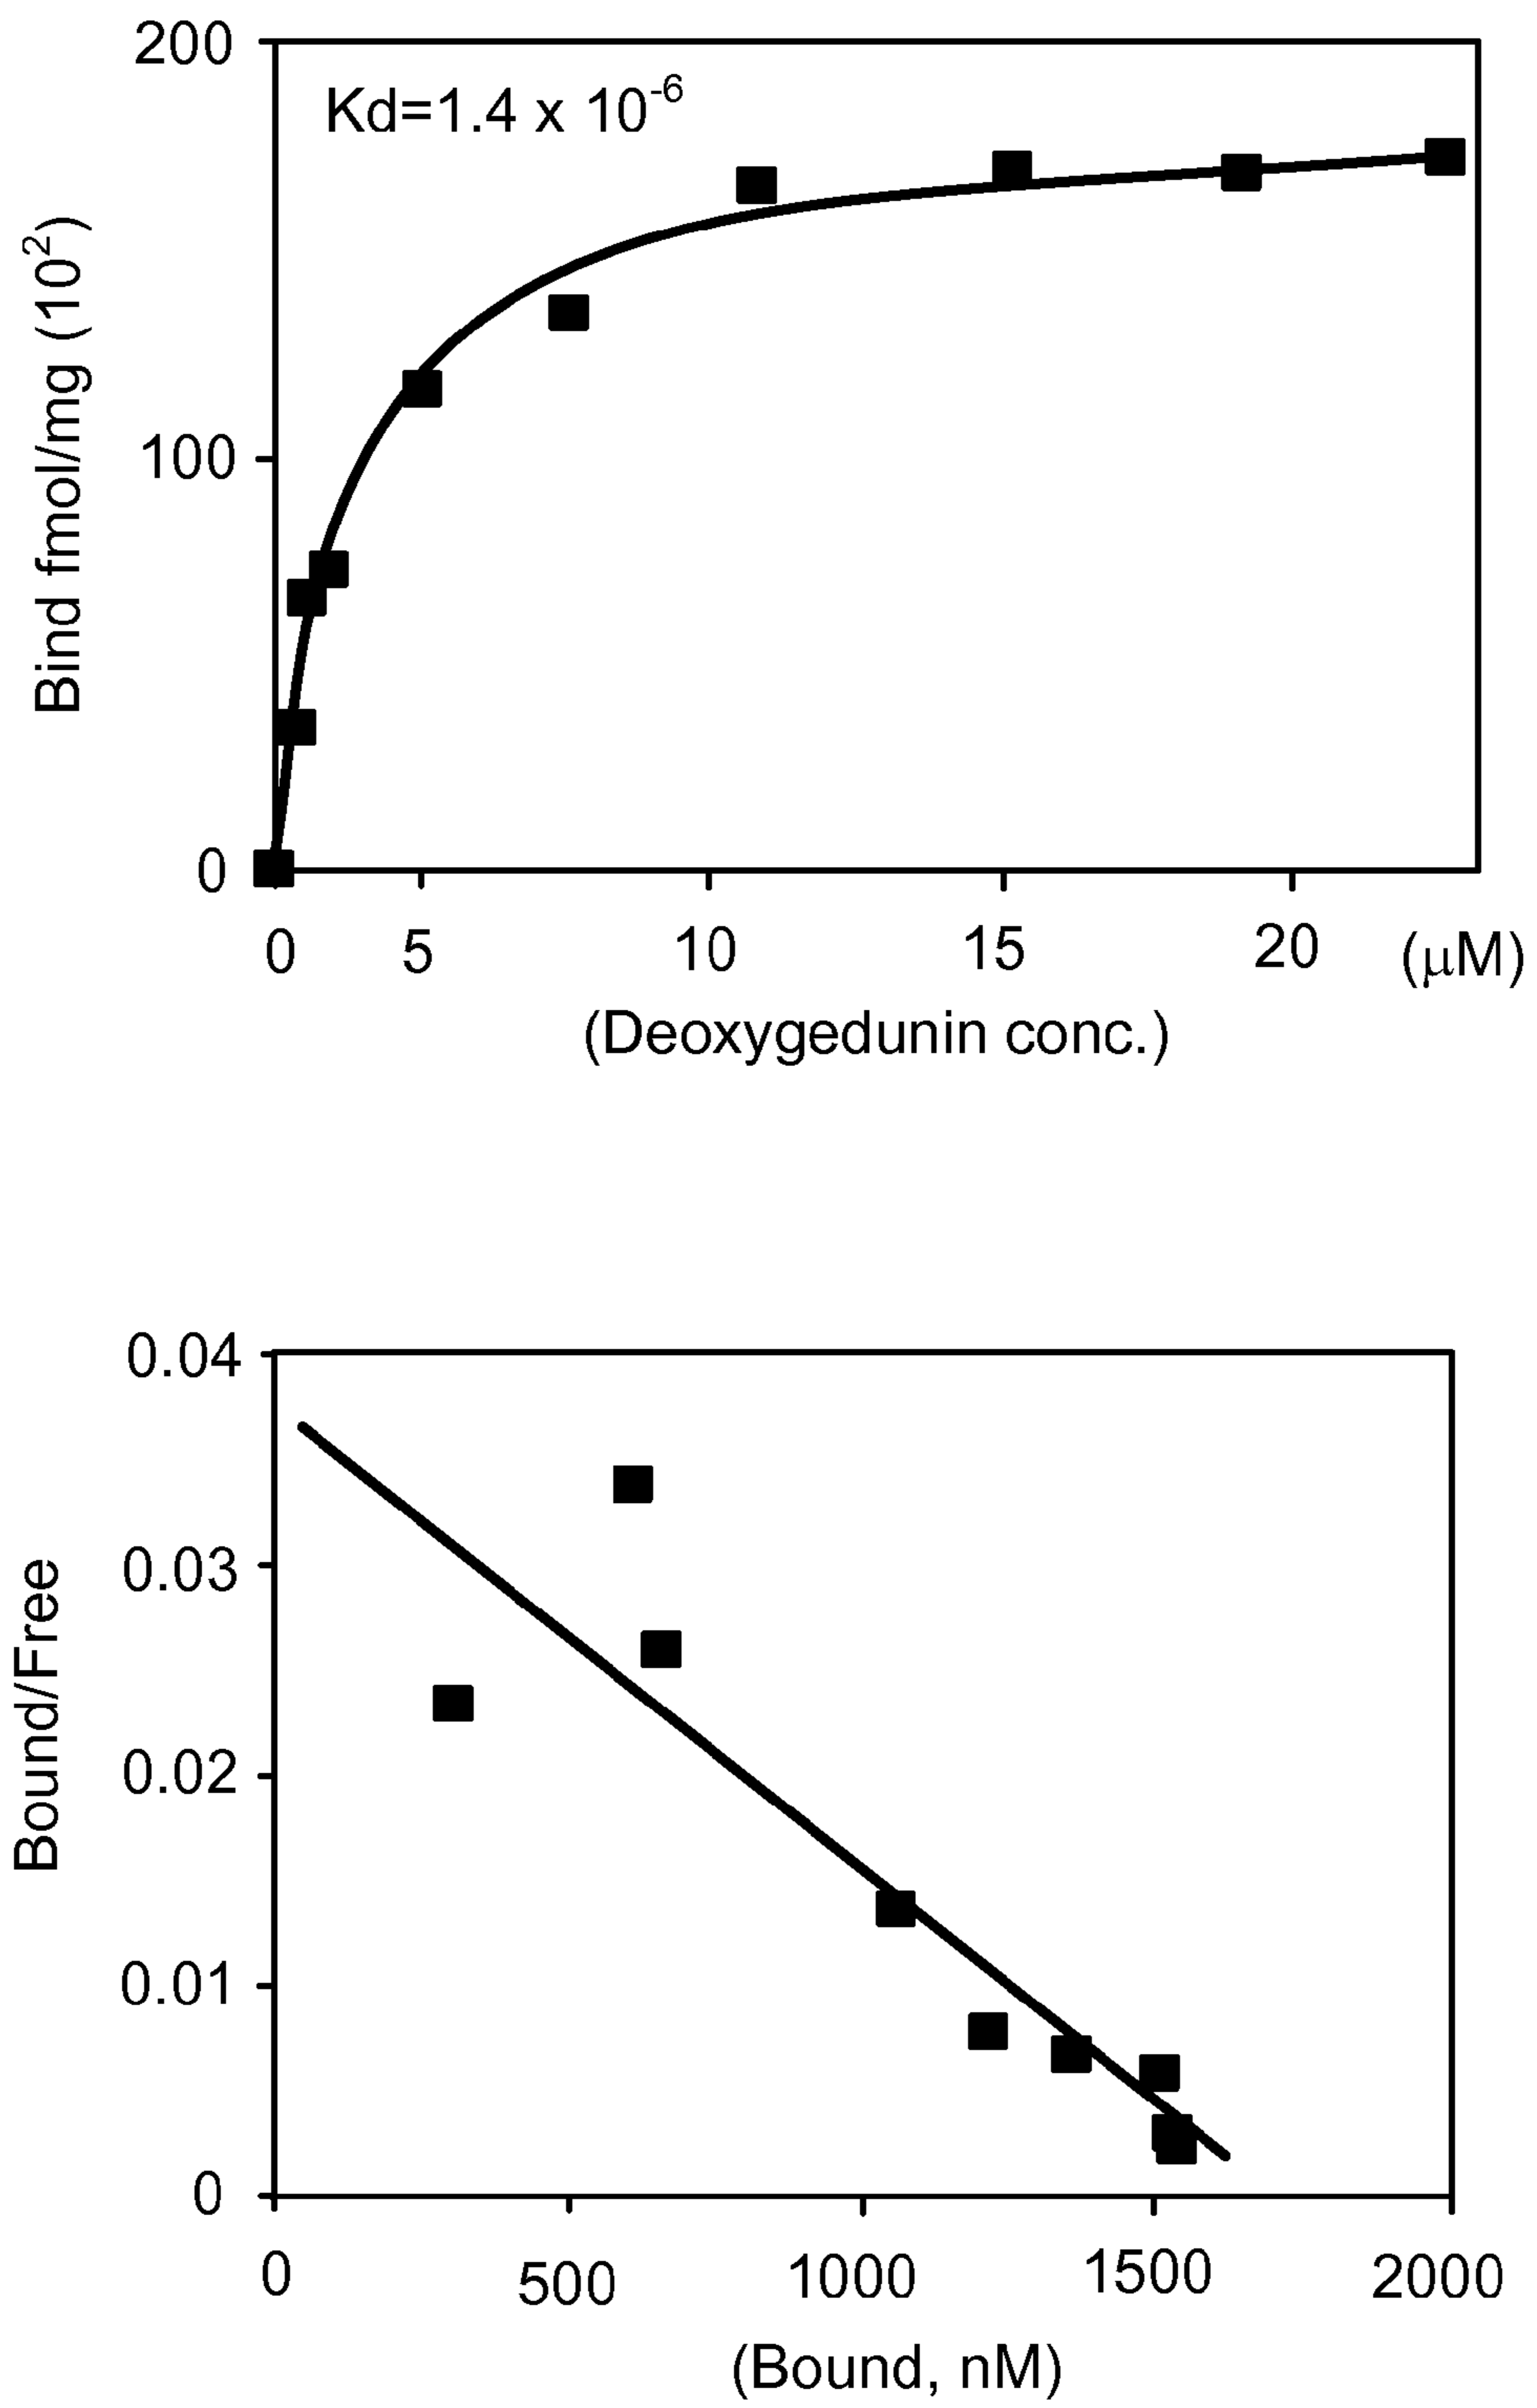 200
Kd=1.4 x 10⁻⁶
Bind fmol/mg (10²)
100
0
0 5 10 15 20 (μM)
(Deoxygedunin conc.)
0.04
0.03
Bound/Free
0.02
0.01
0
0 500 1000 1500 2000
(Bound, nM)